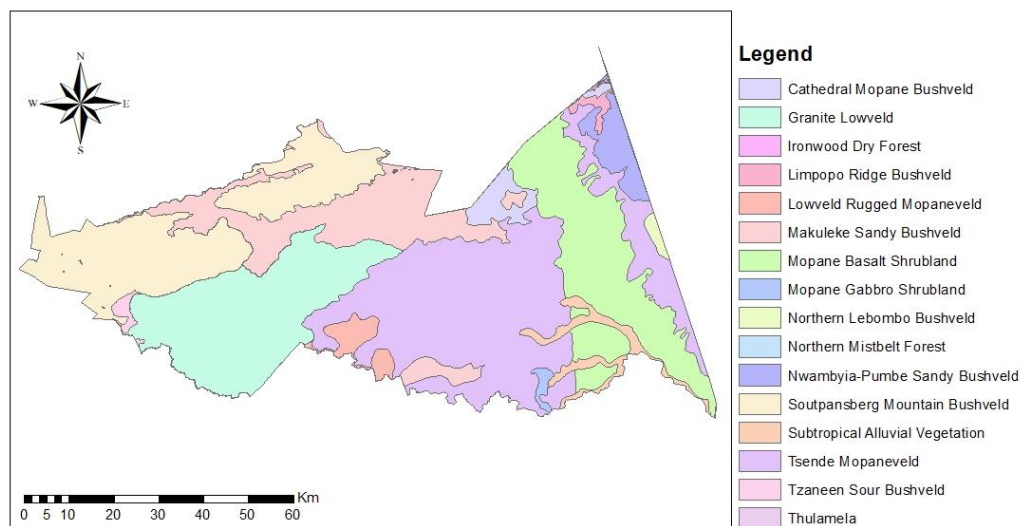 N
W E
S
Km
0 5 10 20 30 40 50 60
Legend
Cathedral Mopane Bushveld
Granite Lowveld
Ironwood Dry Forest
Limpopo Ridge Bushveld
Lowveld Rugged Mopaneveld
Makuleke Sandy Bushveld
Mopane Basalt Shrubland
Mopane Gabbro Shrubland
Northern Lebombo Bushveld
Northern Mistbelt Forest
Nwambyia-Pumbe Sandy Bushveld
Soutpansberg Mountain Bushveld
Subtropical Alluvial Vegetation
Tsende Mopaneveld
Tzaneen Sour Bushveld
Thulamela